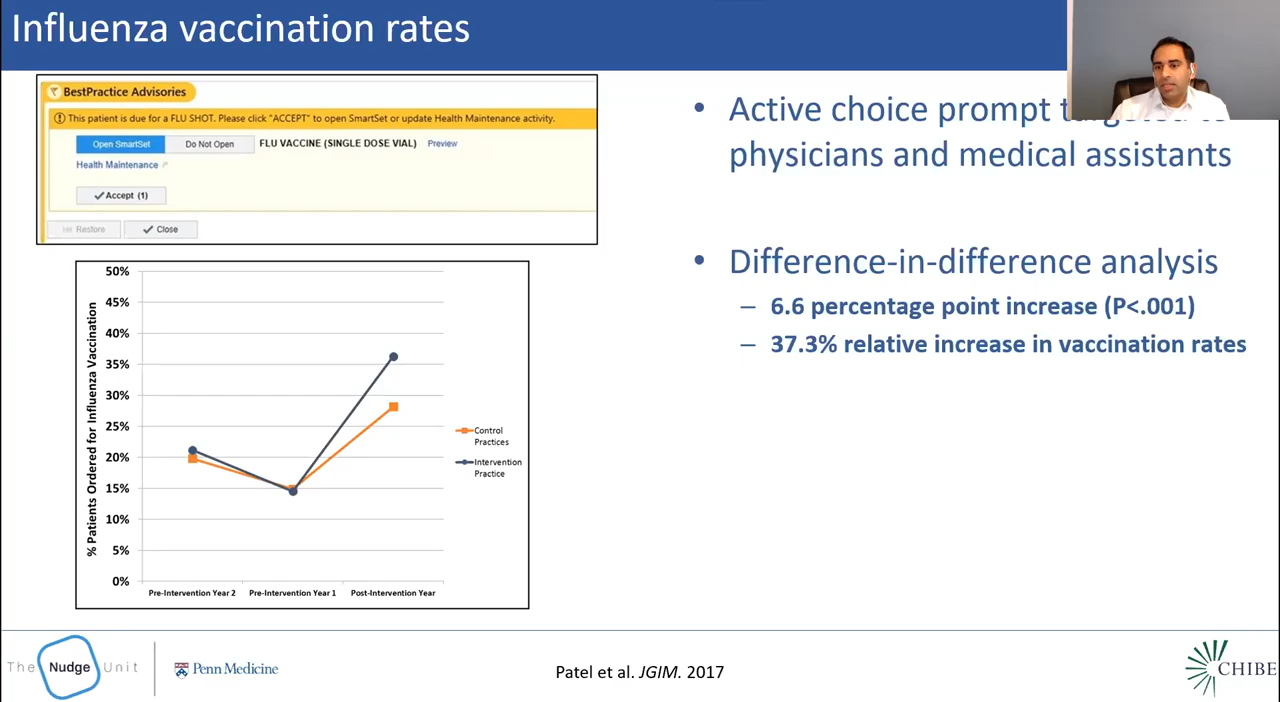 Influenza vaccination rates
BestPractice Advisories
This patient is due for a FLU SHOT. Please click "ACCEPT" to open SmartSet or update Health Maintenance activity.
Open SmartSet Do Not Open FLU VACCINE (SINGLE DOSE VIAL) Preview
Health Maintenance
Accept (1)
Restore Close
• Active choice prompt targeted to
physicians and medical assistants
• Difference-in-difference analysis
– 6.6 percentage point increase (P<.001)
– 37.3% relative increase in vaccination rates
% Patients Ordered for Influenza Vaccination
50%
45%
40%
35%
30%
25%
20%
15%
10%
5%
0%
Pre-Intervention Year 2 Pre-Intervention Year 1 Post-Intervention Year
Control
Practices
Intervention
Practice
The Nudge Unit
Penn Medicine
Patel et al. JGIM. 2017
CHIBE